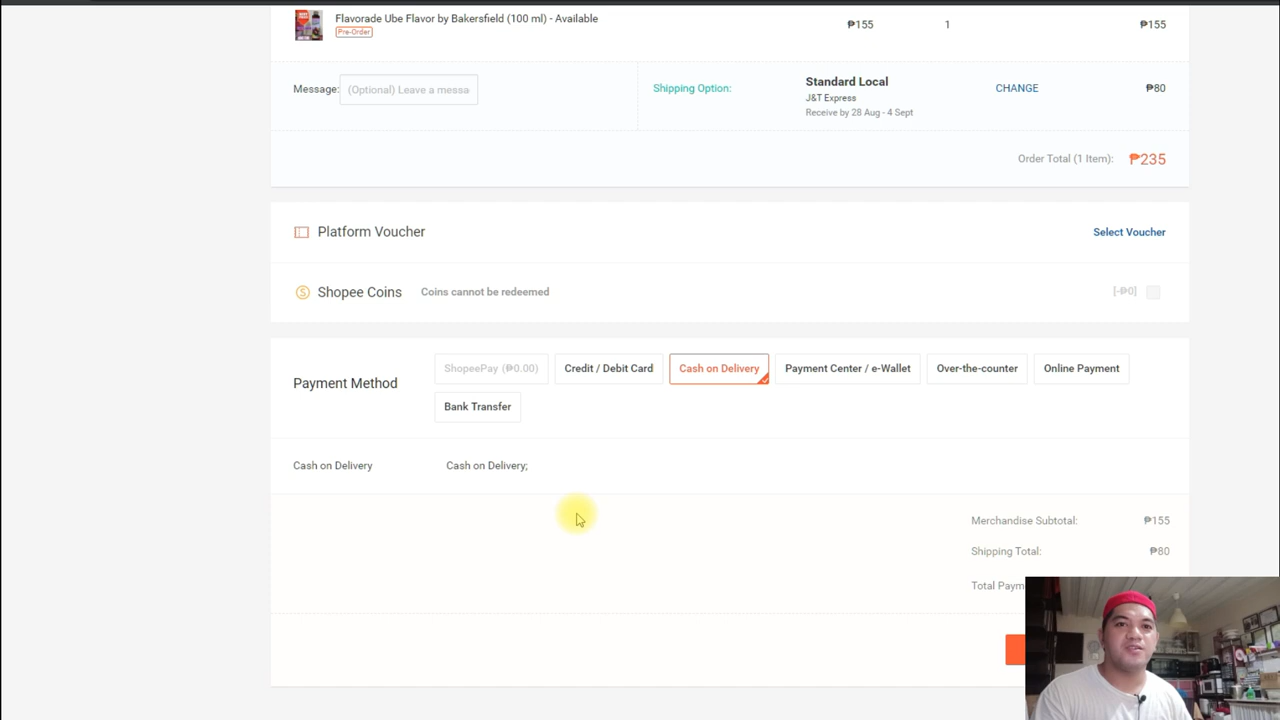 Flavorade Ube Flavor by Bakersfield (100 ml) - Available ₱155 1 ₱155
Pre-Order
Message: (Optional) Leave a messa Shipping Option: Standard Local CHANGE ₱80
J&T Express
Receive by 28 Aug - 4 Sept
Order Total (1 Item): ₱235
Platform Voucher Select Voucher
Shopee Coins Coins cannot be redeemed [-₱0]
Payment Method ShopeePay (₱0.00) Credit / Debit Card Cash on Delivery Payment Center / e-Wallet Over-the-counter Online Payment
Bank Transfer
Cash on Delivery Cash on Delivery;
Merchandise Subtotal: ₱155
Shipping Total: ₱80
Total Paym